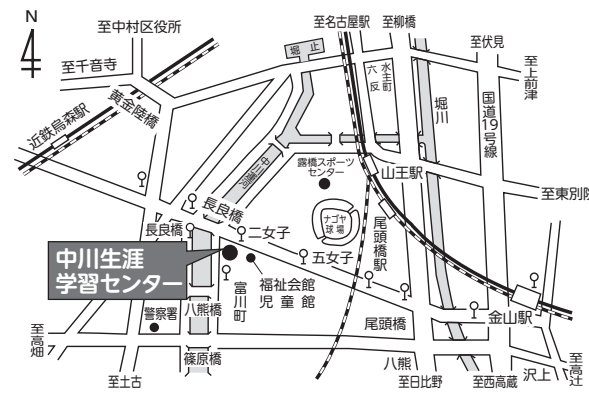 N
至中村区役所
至名古屋駅
至柳橋
至伏見
至千音寺
堀止
六反
水主町
至上前津
黄金陸橋
近鉄烏森駅
堀川
国道19号線
中川運河
露橋スポーツ
センター
山王駅
至東別院
長良橋
ナゴヤ
球場
尾頭橋駅
長良橋
二女子
五女子
中川生涯
学習センター
福祉会館
児童館
富川町
八熊橋
警察署
尾頭橋
金山駅
至高畑
篠原橋
八熊
沢上
至高辻
至土古
至日比野
至西高蔵